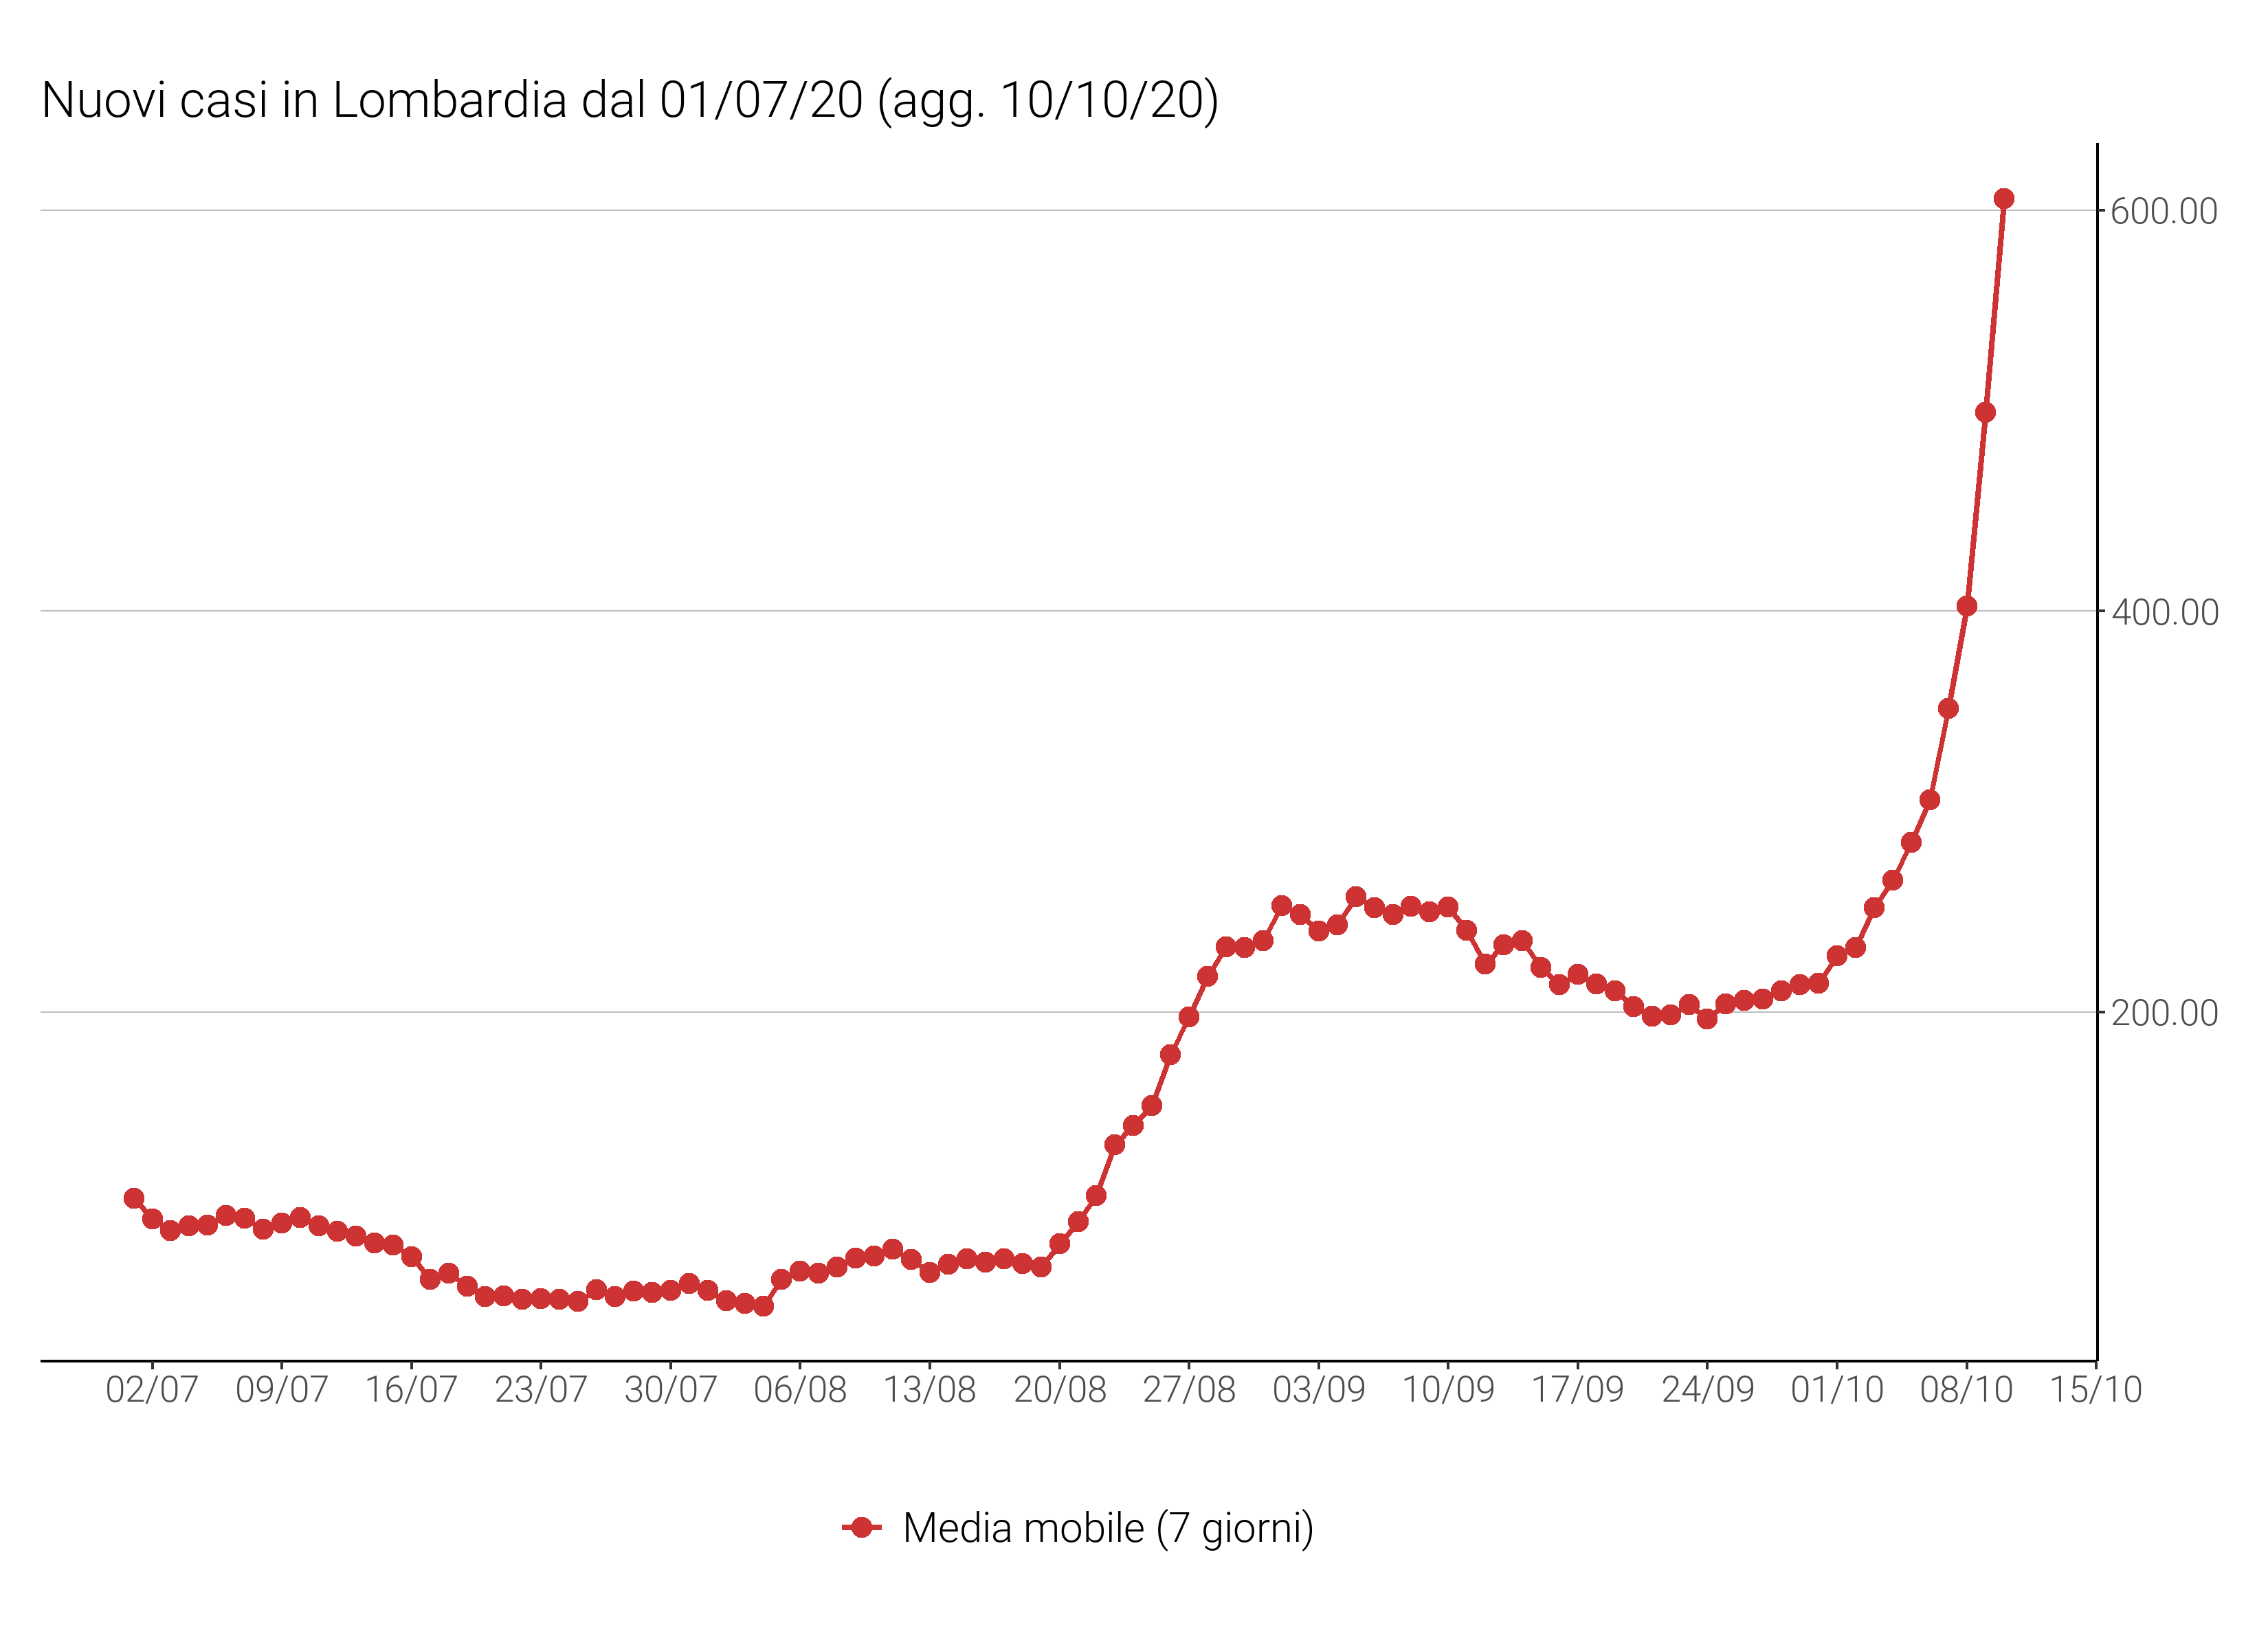 Nuovi casi in Lombardia dal 01/07/20 (agg. 10/10/20)
600.00
400.00
200.00
02/07 09/07 16/07 23/07 30/07 06/08 13/08 20/08 27/08 03/09 10/09 17/09 24/09 01/10 08/10 15/10
Media mobile (7 giorni)